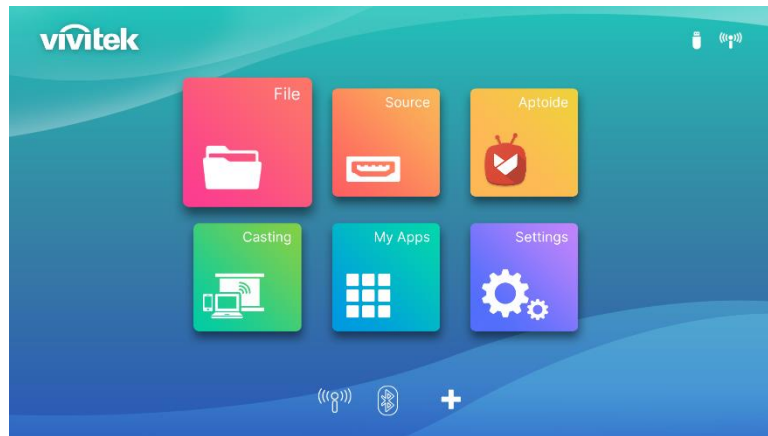 vivitek
File
Source
Aptoide
Casting
My Apps
Settings